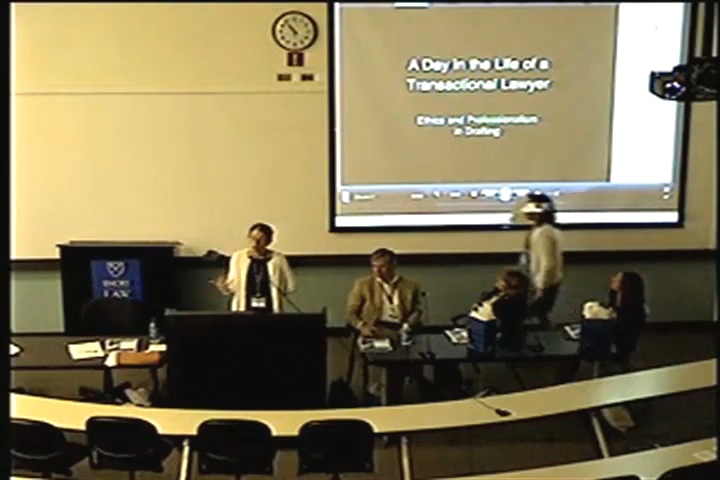 A Day in the Life of a
Transactional Lawyer
Ethics and Professionalism
in Drafting
EMORY
LAW